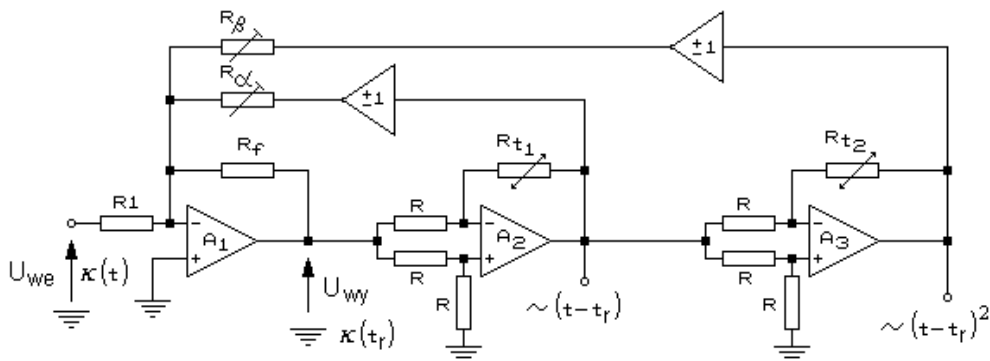 Rβ
±1
Rα
±1
Rf
Rt1
Rt2
R1
−
A1
+
R
−
A2
+
R
R
R
−
A3
+
R
R
Uwe
κ(t)
Uwy
κ(tr)
~(t−tr)
~(t−tr)²